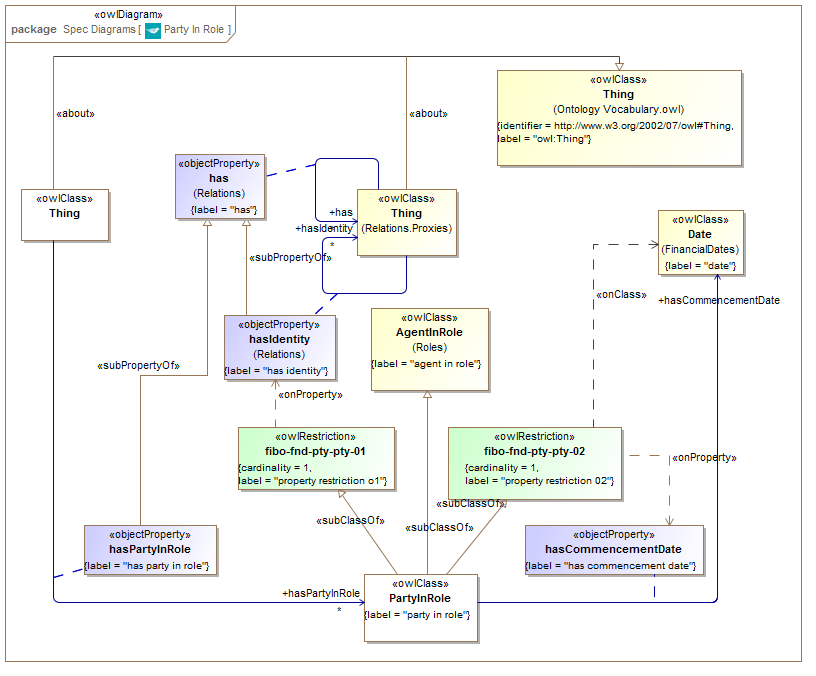 «owlDiagram»
package Spec Diagrams [ Party In Role ]
«owlClass»
Thing
(Ontology Vocabulary.owl)
{identifier = http://www.w3.org/2002/07/owl#Thing,
label = "owl:Thing"}
«about»
«about»
«objectProperty»
has
(Relations)
{label = "has"}
«owlClass»
Thing
«owlClass»
Thing
(Relations.Proxies)
+has
*
+hasIdentity
*
«owlClass»
Date
(FinancialDates)
{label = "date"}
«subPropertyOf»
«onClass»
+hasCommencementDate
«objectProperty»
hasIdentity
(Relations)
{label = "has identity"}
«owlClass»
AgentInRole
(Roles)
{label = "agent in role"}
«subPropertyOf»
«onProperty»
«owlRestriction»
fibo-fnd-pty-pty-01
{cardinality = 1,
label = "property restriction o1"}
«owlRestriction»
fibo-fnd-pty-pty-02
{cardinality = 1,
label = "property restriction 02"}
«onProperty»
«subClassOf»
«subClassOf»
«subClassOf»
«objectProperty»
hasPartyInRole
{label = "has party in role"}
«objectProperty»
hasCommencementDate
{label = "has commencement date"}
+hasPartyInRole
*
«owlClass»
PartyInRole
{label = "party in role"}